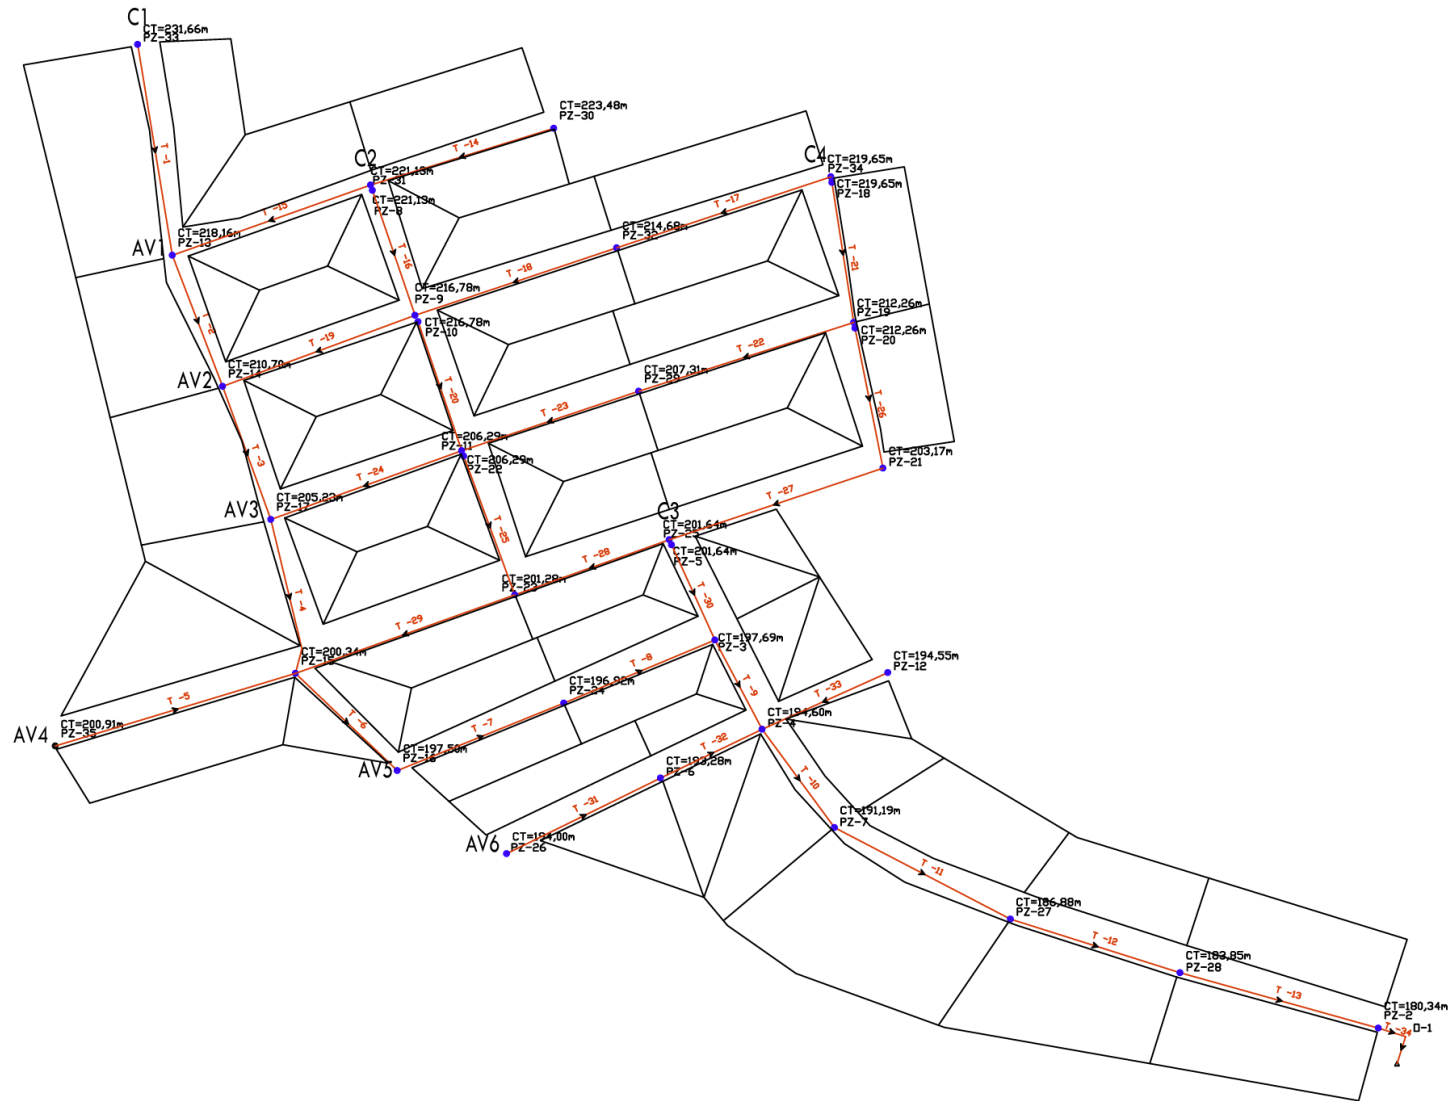 C1
CT=231,66m
PZ-33
T -1
CT=223,48m
PZ-30
T -14
C2
CT=221,13m
PZ-31
CT=221,13m
PZ-8
T -15
C4
CT=219,65m
PZ-34
CT=219,65m
PZ-18
T -17
AV1
CT=218,16m
PZ-13
CT=214,68m
PZ-32
T -16
T -18
T -21
T -2
CT=216,78m
PZ-9
CT=216,78m
PZ-10
T -19
CT=212,26m
PZ-19
CT=212,26m
PZ-20
T -22
AV2
CT=210,70m
PZ-14
CT=207,31m
T -20
T -23
T -26
T -3
CT=206,29m
PZ-11
CT=206,29m
PZ-22
T -24
CT=203,17m
PZ-21
T -27
AV3
CT=205,23m
PZ-17
C3
CT=201,64m
CT=201,64m
PZ-5
T -25
T -28
CT=201,28m
PZ-23
T -4
T -30
T -29
CT=197,69m
PZ-3
CT=200,34m
PZ-15
T -8
CT=194,55m
PZ-12
T -5
CT=196,92m
PZ-24
T -9
T -33
AV4
CT=200,91m
PZ-35
T -6
T -7
CT=194,60m
PZ-4
T -32
AV5
CT=197,50m
PZ-16
CT=193,28m
PZ-6
T -10
T -31
CT=191,19m
PZ-7
AV6
CT=194,00m
PZ-26
T -11
CT=186,88m
PZ-27
T -12
CT=183,85m
PZ-28
T -13
CT=180,34m
PZ-2
T -34
O-1